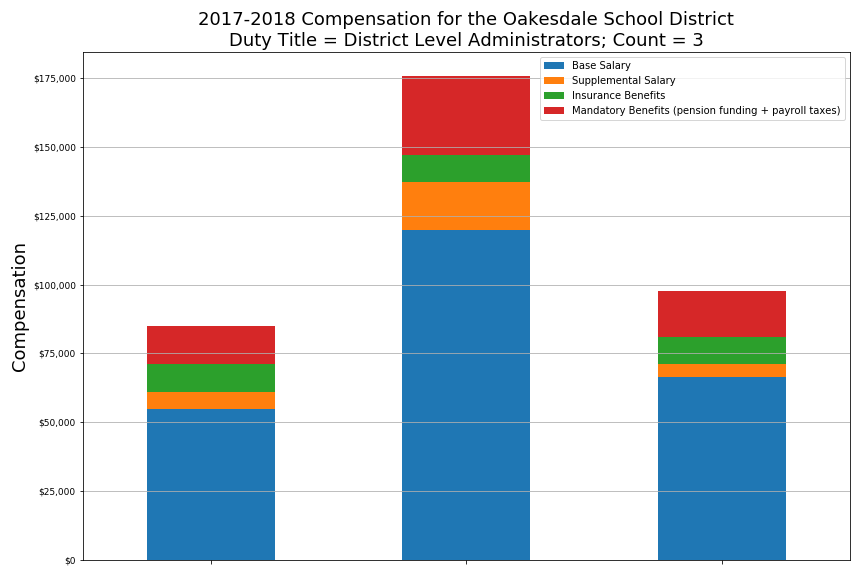 2017-2018 Compensation for the Oakesdale School District
Duty Title = District Level Administrators; Count = 3
Base Salary
Supplemental Salary
Insurance Benefits
Mandatory Benefits (pension funding + payroll taxes)
Compensation
$175,000
$150,000
$125,000
$100,000
$75,000
$50,000
$25,000
$0